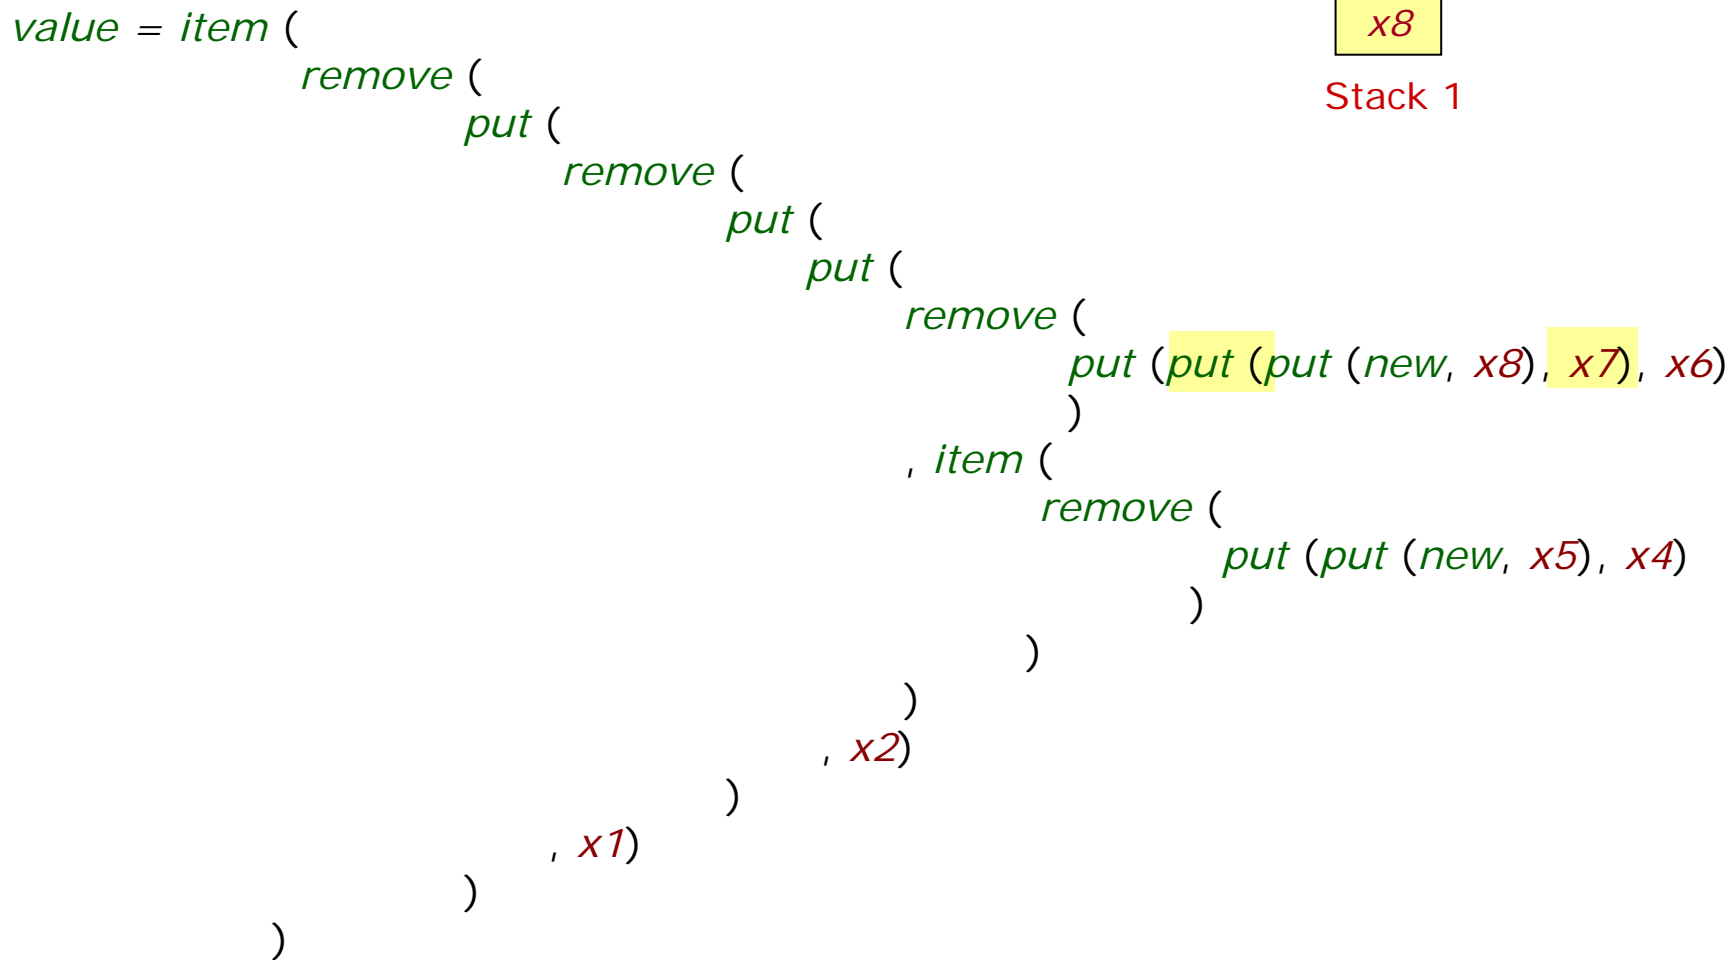 value = item (
x8
remove (
Stack 1
put (
remove (
put (
put (
remove (
put (put (put (new, x8), x7), x6)
)
, item (
remove (
put (put (new, x5), x4)
)
)
)
, x2)
)
, x1)
)
)